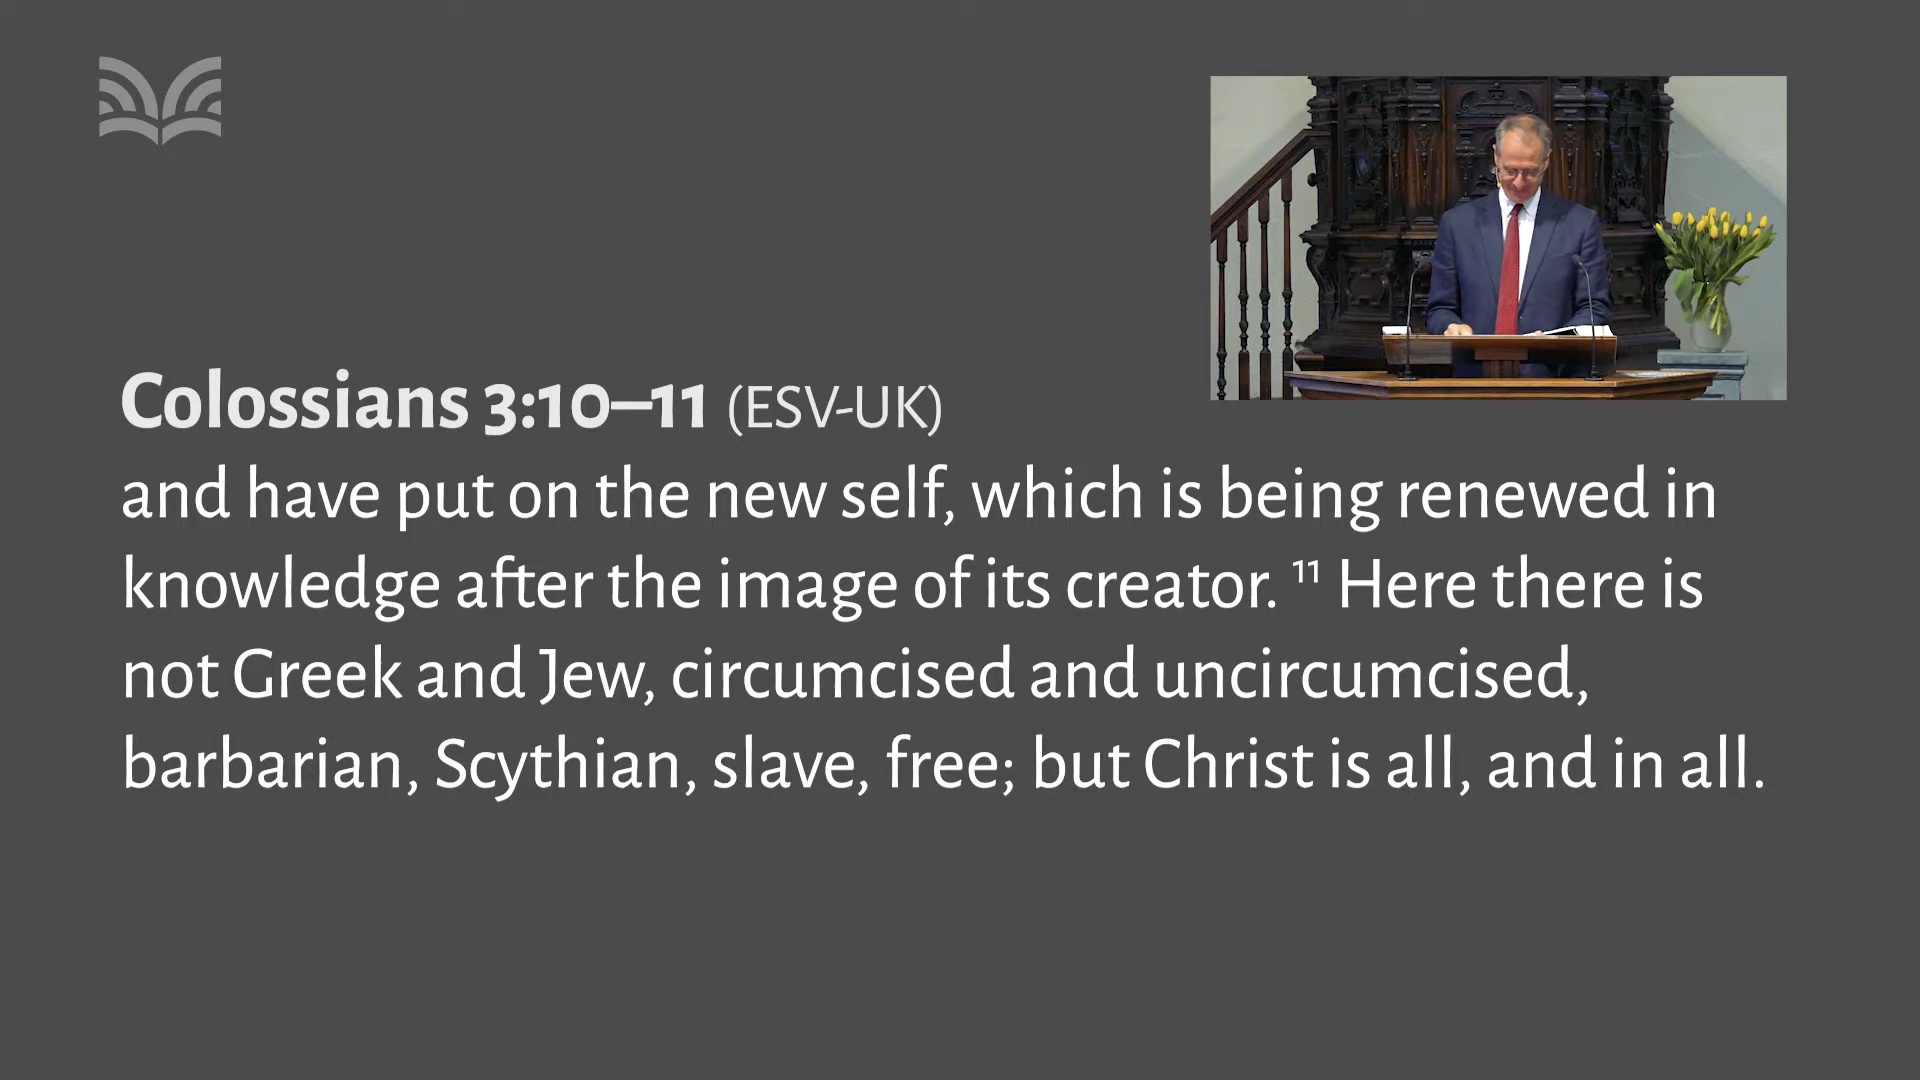 Colossians 3:10–11 (ESV-UK)
and have put on the new self, which is being renewed in
knowledge after the image of its creator. ¹¹ Here there is
not Greek and Jew, circumcised and uncircumcised,
barbarian, Scythian, slave, free; but Christ is all, and in all.